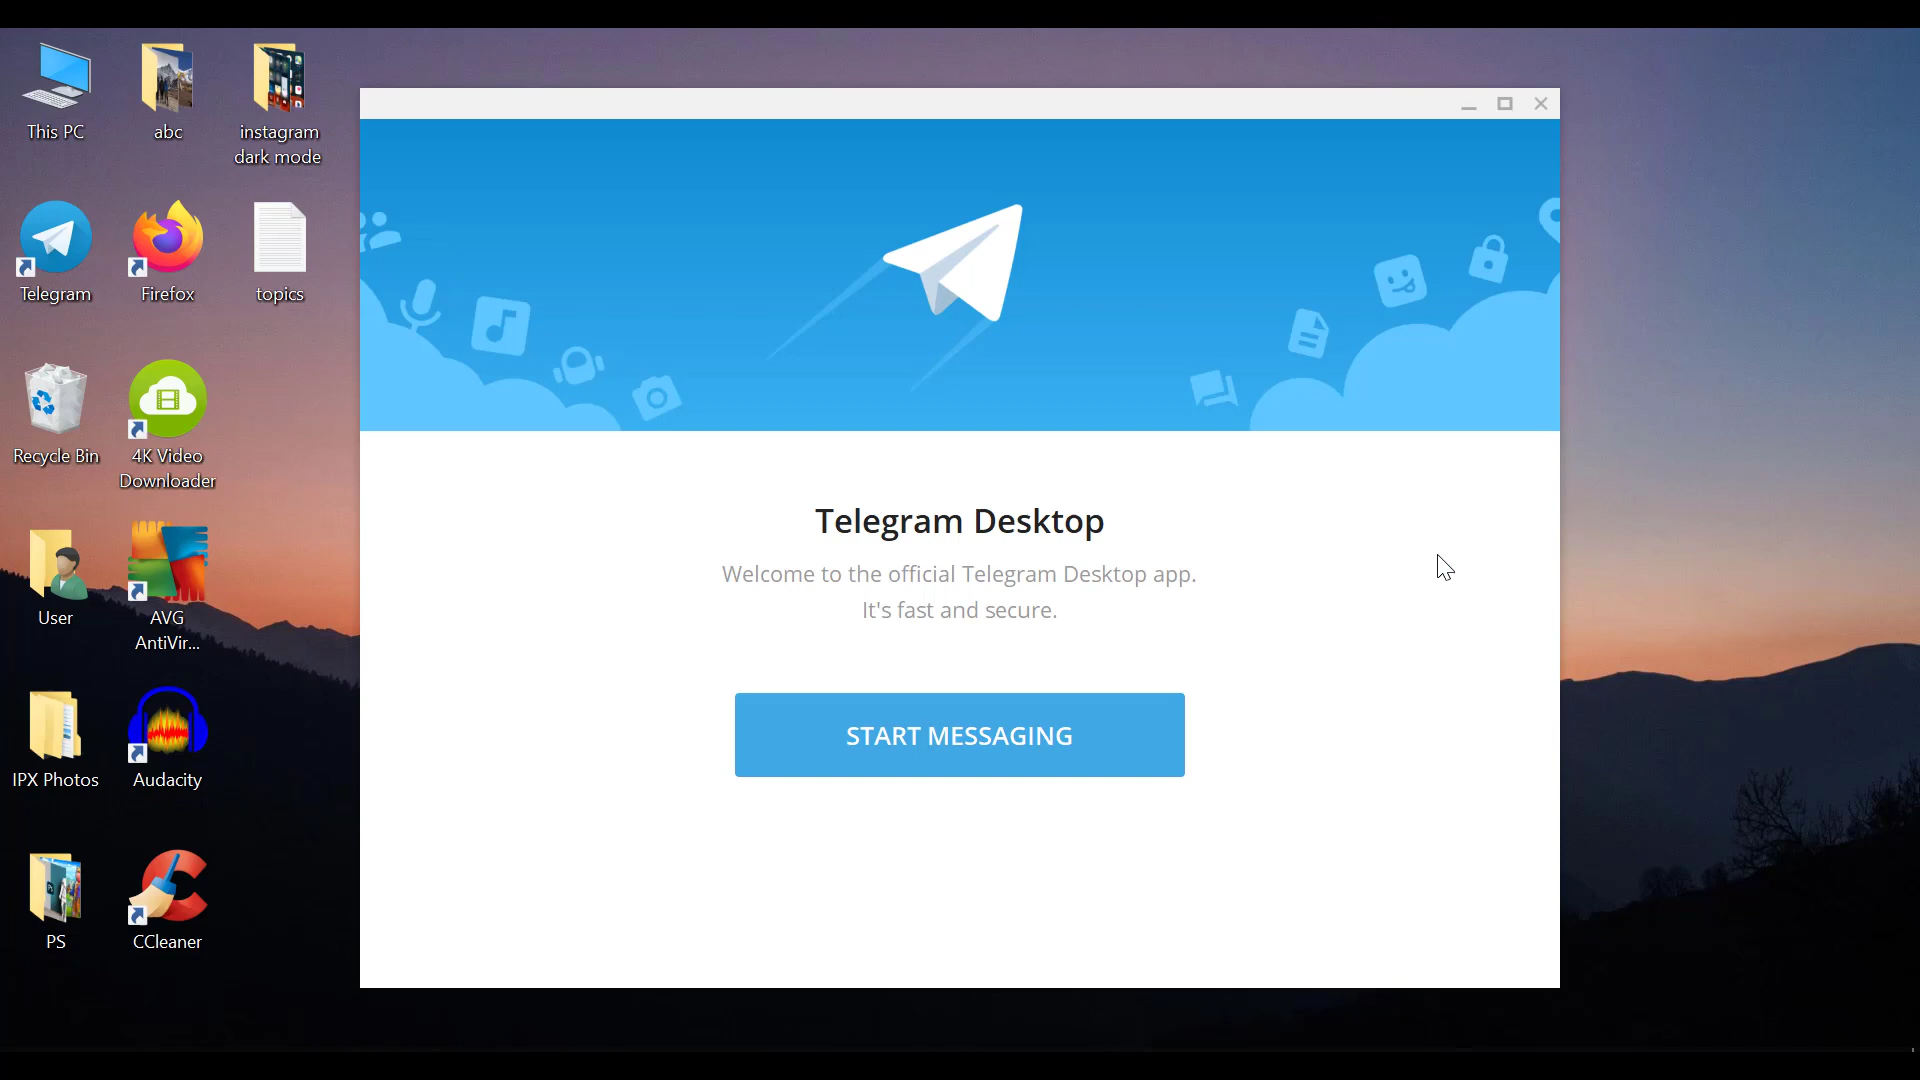 This PC
abc
instagram
dark mode
Telegram
Firefox
topics
Recycle Bin
4K Video
Downloader
User
AVG
AntiVir...
IPX Photos
Audacity
PS
CCleaner
Telegram Desktop
Welcome to the official Telegram Desktop app.
It's fast and secure.
START MESSAGING